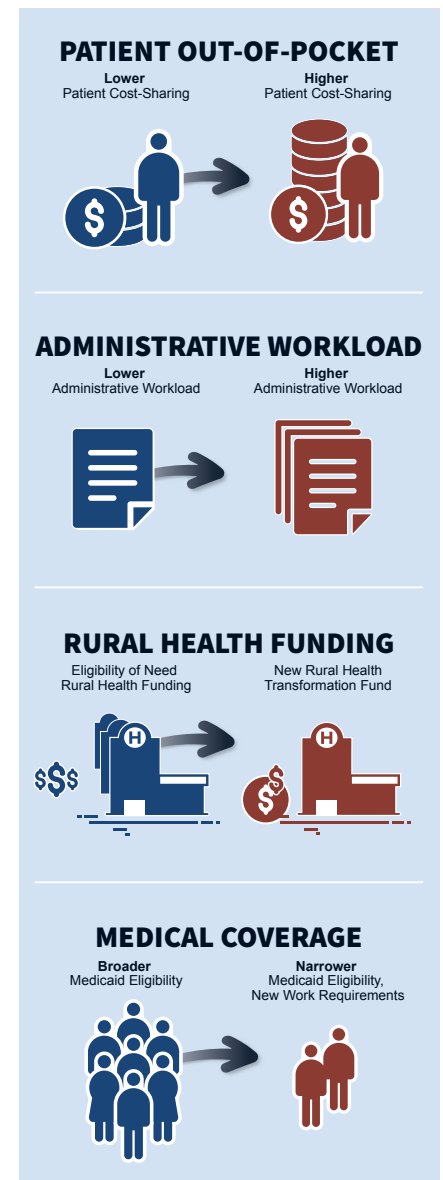 PATIENT OUT-OF-POCKET
Lower
Patient Cost-Sharing
Higher
Patient Cost-Sharing
$
$
ADMINISTRATIVE WORKLOAD
Lower
Administrative Workload
Higher
Administrative Workload
RURAL HEALTH FUNDING
Eligibility of Need
Rural Health Funding
New Rural Health
Transformation Fund
H
$$$
H
$
$
MEDICAL COVERAGE
Broader
Medicaid Eligibility
Narrower
Medicaid Eligibility,
New Work Requirements